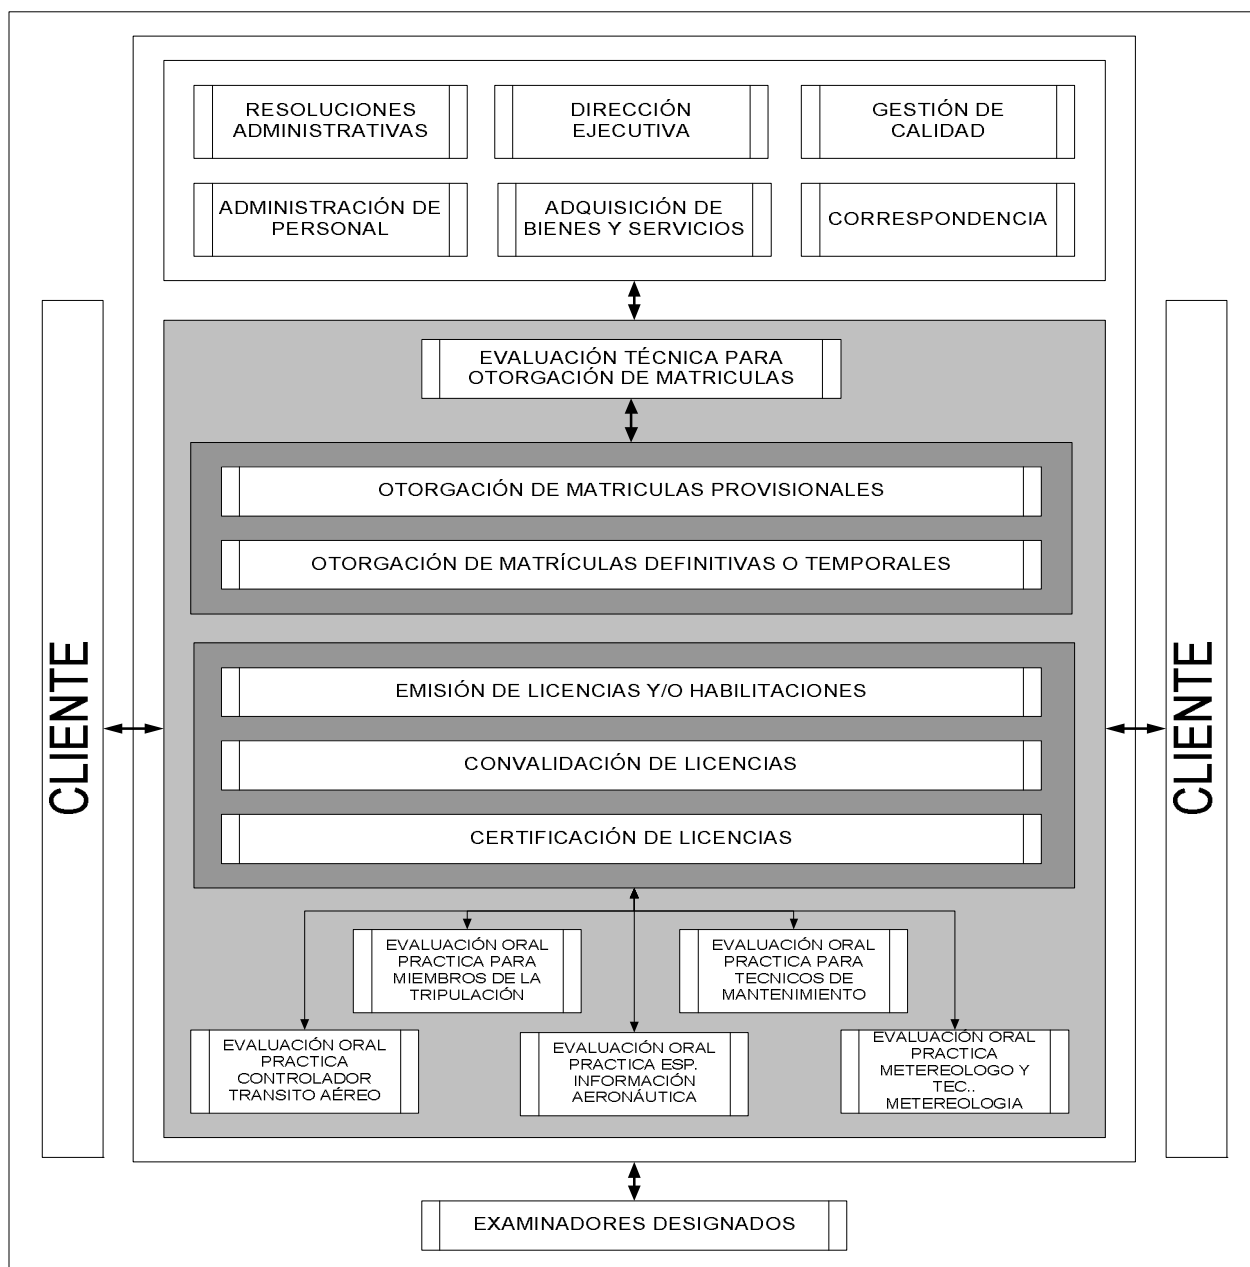 RESOLUCIONES
ADMINISTRATIVAS
DIRECCIÓN
EJECUTIVA
GESTIÓN DE
CALIDAD
ADMINISTRACIÓN DE
PERSONAL
ADQUISICIÓN DE
BIENES Y SERVICIOS
CORRESPONDENCIA
CLIENTE
EVALUACIÓN TÉCNICA PARA
OTORGACIÓN DE MATRICULAS
OTORGACIÓN DE MATRICULAS PROVISIONALES
OTORGACIÓN DE MATRÍCULAS DEFINITIVAS O TEMPORALES
EMISIÓN DE LICENCIAS Y/O HABILITACIONES
CONVALIDACIÓN DE LICENCIAS
CERTIFICACIÓN DE LICENCIAS
CLIENTE
EVALUACIÓN ORAL
PRACTICA PARA
MIEMBROS DE LA
TRIPULACIÓN
EVALUACIÓN ORAL
PRACTICA PARA
TECNICOS DE
MANTENIMIENTO
EVALUACIÓN ORAL
PRACTICA
CONTROLADOR
TRANSITO AÉREO
EVALUACIÓN ORAL
PRACTICA ESP.
INFORMACIÓN
AERONÁUTICA
EVALUACIÓN ORAL
PRACTICA
METEREOLOGO Y
TEC..
METEREOLOGIA
EXAMINADORES DESIGNADOS